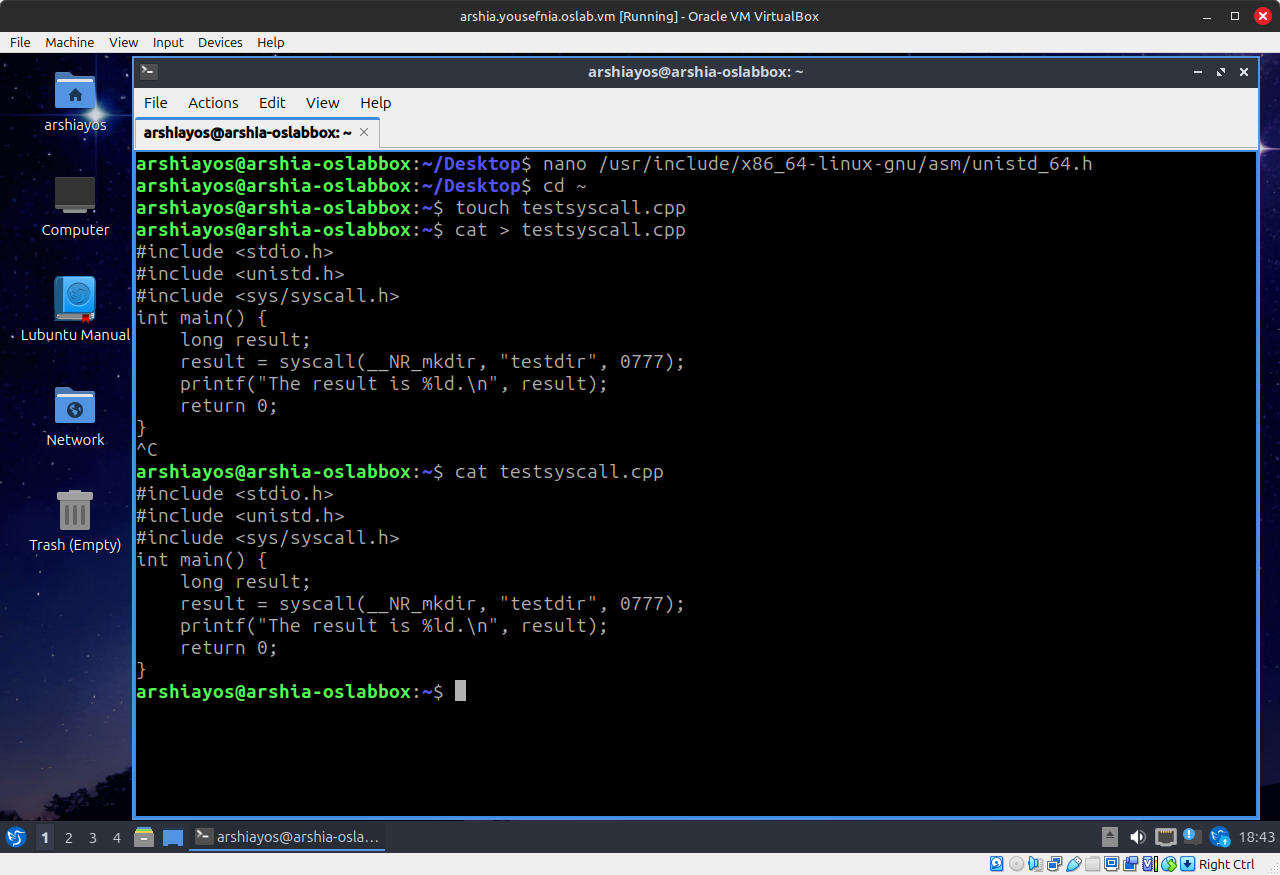 arshia.yousefnia.oslab.vm [Running] - Oracle VM VirtualBox
File Machine View Input Devices Help
arshiayos@arshia-oslabbox: ~
File Actions Edit View Help
arshiayos@arshia-oslabbox: ~
arshiayos
Computer
Lubuntu Manual
Network
Trash (Empty)
arshiayos@arshia-oslabbox:~/Desktop$ nano /usr/include/x86_64-linux-gnu/asm/unistd_64.h
arshiayos@arshia-oslabbox:~/Desktop$ cd ~
arshiayos@arshia-oslabbox:~$ touch testsyscall.cpp
arshiayos@arshia-oslabbox:~$ cat > testsyscall.cpp
#include <stdio.h>
#include <unistd.h>
#include <sys/syscall.h>
int main() {
    long result;
    result = syscall(__NR_mkdir, "testdir", 0777);
    printf("The result is %ld.\n", result);
    return 0;
}
^C
arshiayos@arshia-oslabbox:~$ cat testsyscall.cpp
#include <stdio.h>
#include <unistd.h>
#include <sys/syscall.h>
int main() {
    long result;
    result = syscall(__NR_mkdir, "testdir", 0777);
    printf("The result is %ld.\n", result);
    return 0;
}
arshiayos@arshia-oslabbox:~$
1 2 3 4 arshiayos@arshia-osla... 18:43
Right Ctrl